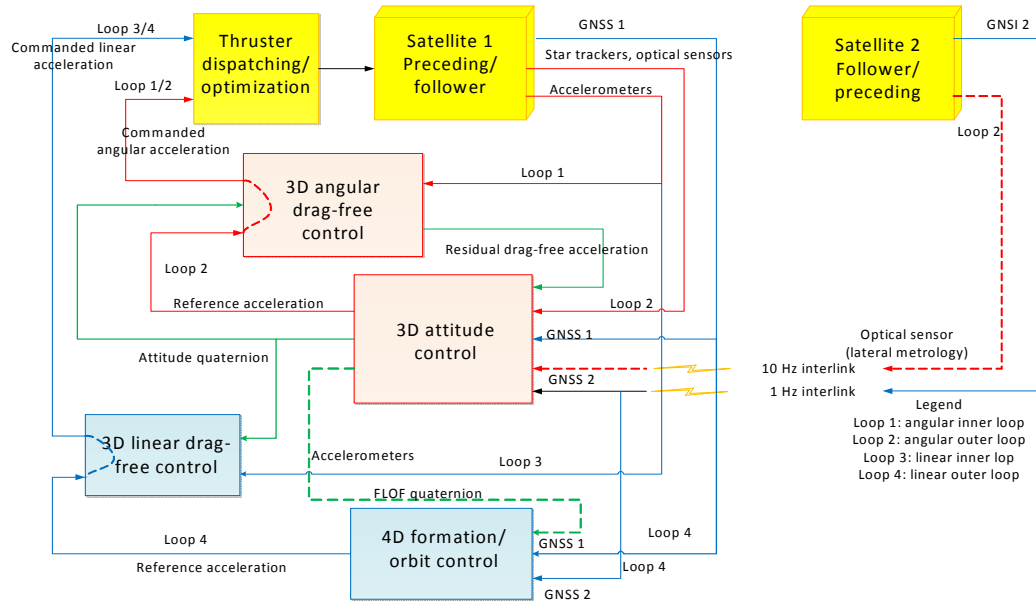 Loop 3/4
Commanded linear
acceleration
Loop 1/2
Commanded
angular acceleration
Thruster
dispatching/
optimization
Satellite 1
Preceding/
follower
GNSS 1
Star trackers, optical sensors
Accelerometers
Satellite 2
Follower/
preceding
GNSI 2
Loop 2
3D angular
drag-free
control
Loop 1
Residual drag-free acceleration
Loop 2
Reference acceleration
3D attitude
control
Loop 2
GNSS 1
GNSS 2
Optical sensor
(lateral metrology)
10 Hz interlink
1 Hz interlink
Legend
Loop 1: angular inner loop
Loop 2: angular outer loop
Loop 3: linear inner lop
Loop 4: linear outer loop
Attitude quaternion
3D linear drag-
free control
Accelerometers
Loop 3
FLOF quaternion
4D formation/
orbit control
GNSS 1
Loop 4
Loop 4
GNSS 2
Loop 4
Reference acceleration